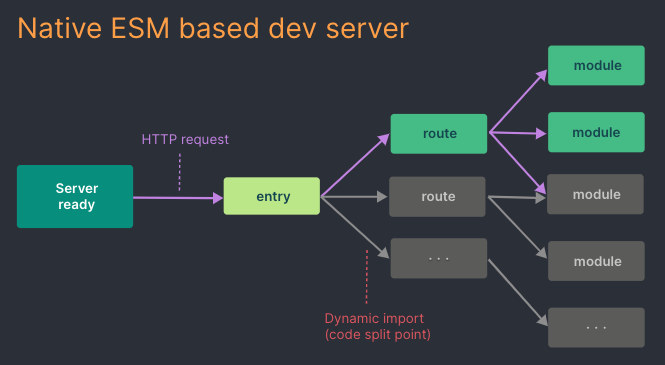 Native ESM based dev server
HTTP request
Server
ready
entry
route
route
. . .
module
module
module
module
. . .
Dynamic import
(code split point)